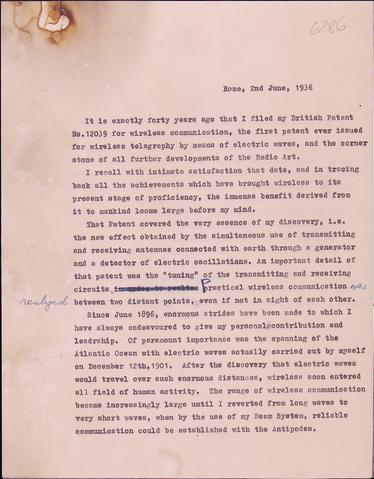 6286
Rome, 2nd June, 1936
It is exactly forty years ago that I filed my British Patent
No.12039 for wireless communication, the first patent ever issued
for wireless telegraphy by means of electric waves, and the corner
stone of all further developments of the Radio Art.
I recall with intimate satisfaction that date, and in tracing
back all the achievements which have brought wireless to its
present stage of proficiency, the immense benefit derived from
it to mankind looms large before my mind.
That Patent covered the very essence of my discovery, i.e.
the new effect obtained by the simultaneous use of transmitting
and receiving antennes connected with earth through a generator
and a detector of electric oscillations. An important detail of
that patent was the "tuning" of the transmitting and receiving
circuits in order to realize Practical wireless communication was
realized between two distant points, even if not in sight of each other.
Since June 1896, enormous strides have been made to which I
have always endeavoured to give my personal contribution and
leadrship. Of paramount importance was the spanning of the
Atlantic Ocean with electric waves actually carried out by myself
on December 12th,1901. After the discovery that electric waves
would travel over such enormous distances, wireless soon entered
all field of human activity. The range of wireless communication
became increasingly large until I reverted from long waves to
very short waves, when by the use of my Beam System, reliable
communication could be established with the Antipodes.